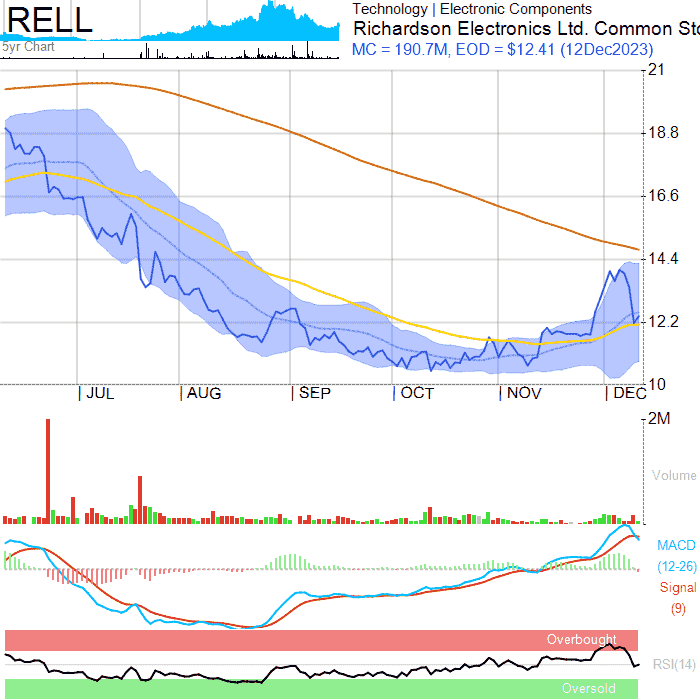 RELL
5yr Chart
Technology | Electronic Components
Richardson Electronics Ltd. Common Sto
MC = 190.7M, EOD = $12.41 (12Dec2023)
21
18.8
16.6
14.4
12.2
10
JUL AUG SEP OCT NOV DEC
2M
Volume
MACD
(12-26)
Signal
(9)
Overbought
RSI(14)
Oversold